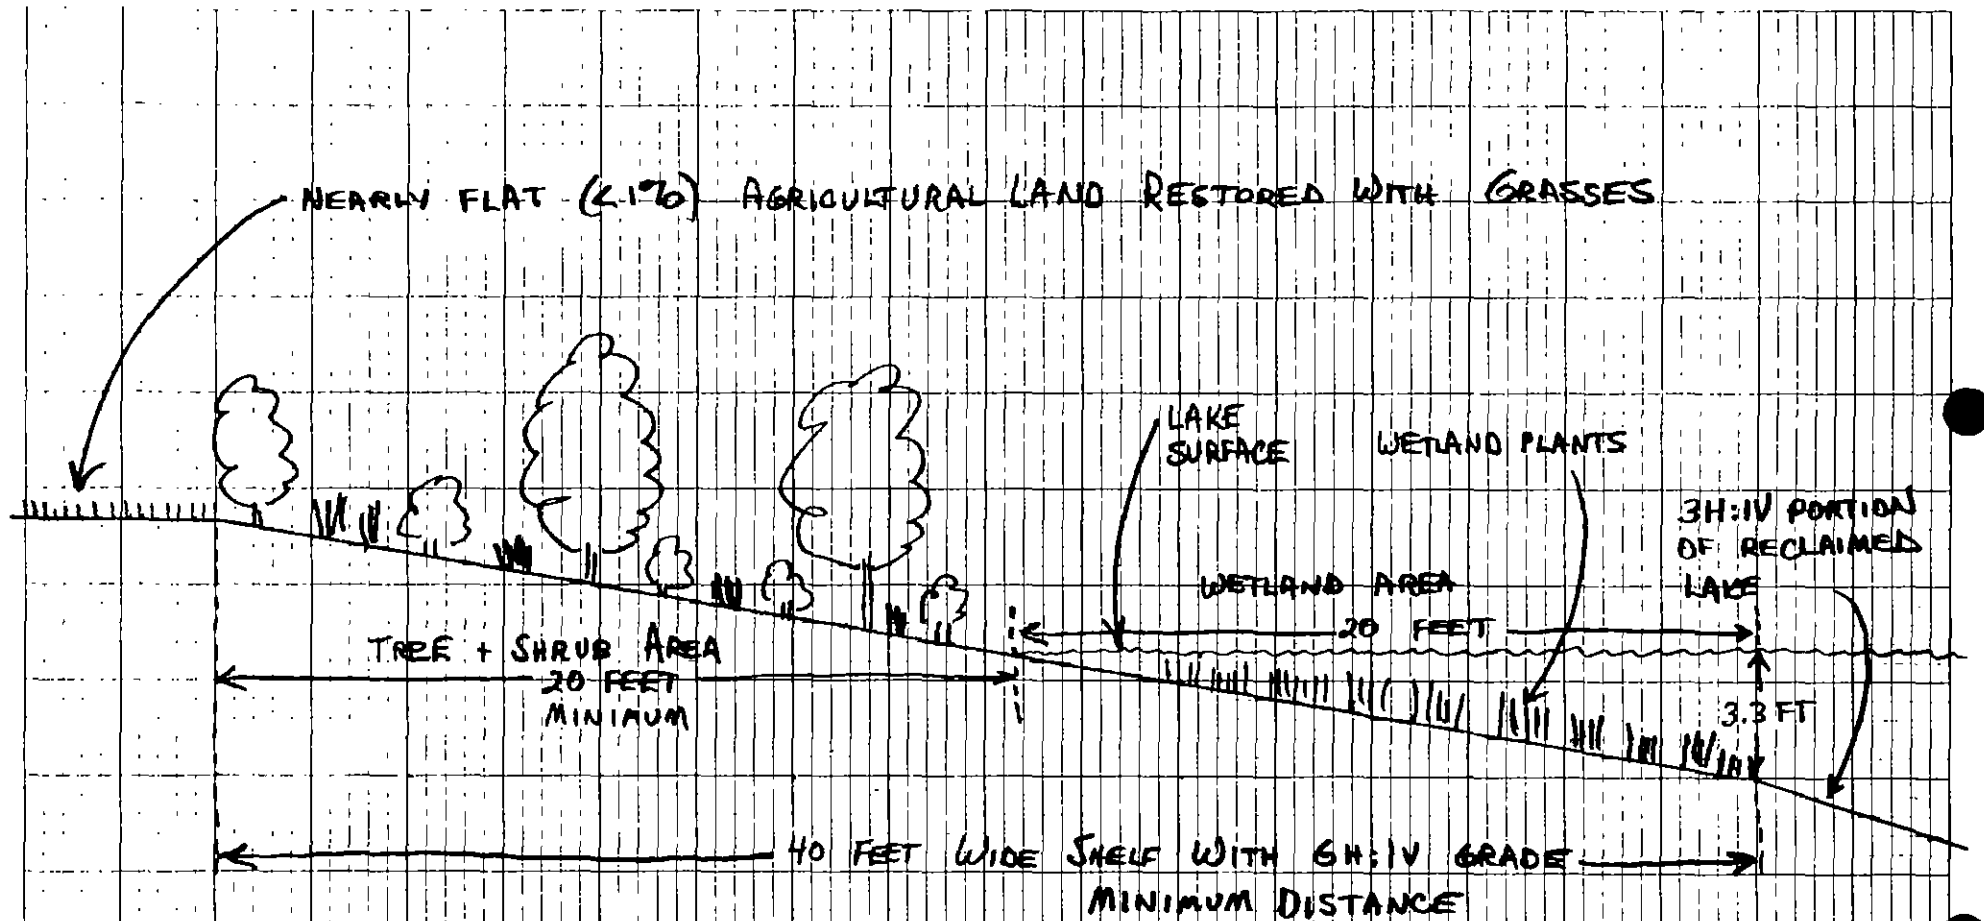 NEARLY FLAT (<1%) AGRICULTURAL LAND RESTORED WITH GRASSES
LAKE
SURFACE
WETLAND PLANTS
3H:1V PORTION
OF RECLAIMED
LAKE
WETLAND AREA
20 FEET
TREE + SHRUB AREA
20 FEET
MINIMUM
3.3 FT
40 FEET WIDE SHELF WITH 6H:1V GRADE
MINIMUM DISTANCE